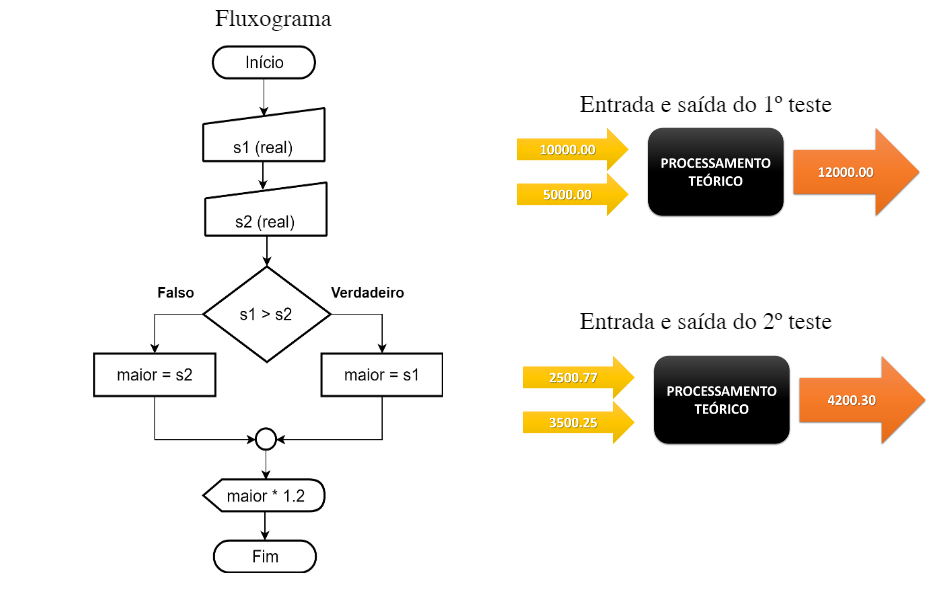 Fluxograma
Início
s1 (real)
s2 (real)
Falso
Verdadeiro
s1 > s2
maior = s2
maior = s1
maior * 1.2
Fim
Entrada e saída do 1º teste
10000.00
5000.00
PROCESSAMENTO
TEÓRICO
12000.00
Entrada e saída do 2º teste
2500.77
3500.25
PROCESSAMENTO
TEÓRICO
4200.30